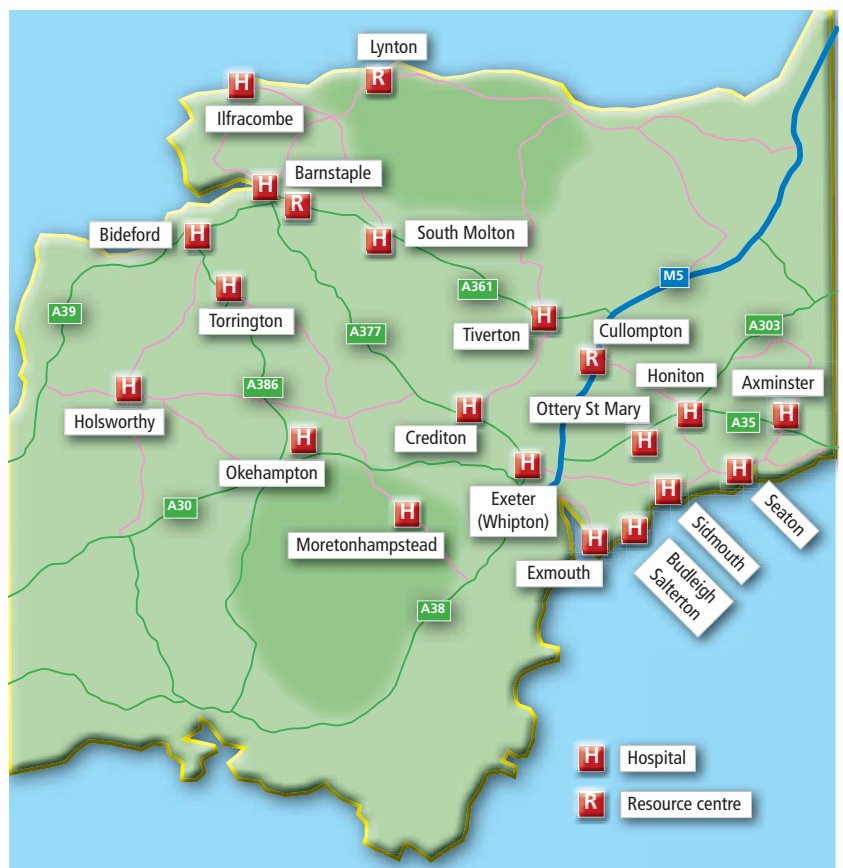 Lynton
R
H
Ilfracombe
Barnstaple
H
R
Bideford
H
South Molton
H
H
Torrington
A39
A361
M5
A377
Tiverton
H
Cullompton
A303
R
Honiton
Axminster
H
Holsworthy
A386
Ottery St Mary
H
H
A35
H
Crediton
H
H
Okehampton
H
Exeter
(Whipton)
H
Seaton
H
Sidmouth
A30
H
Moretonhampstead
H
Exmouth
H
Budleigh
Salterton
A38
H
Hospital
R
Resource centre